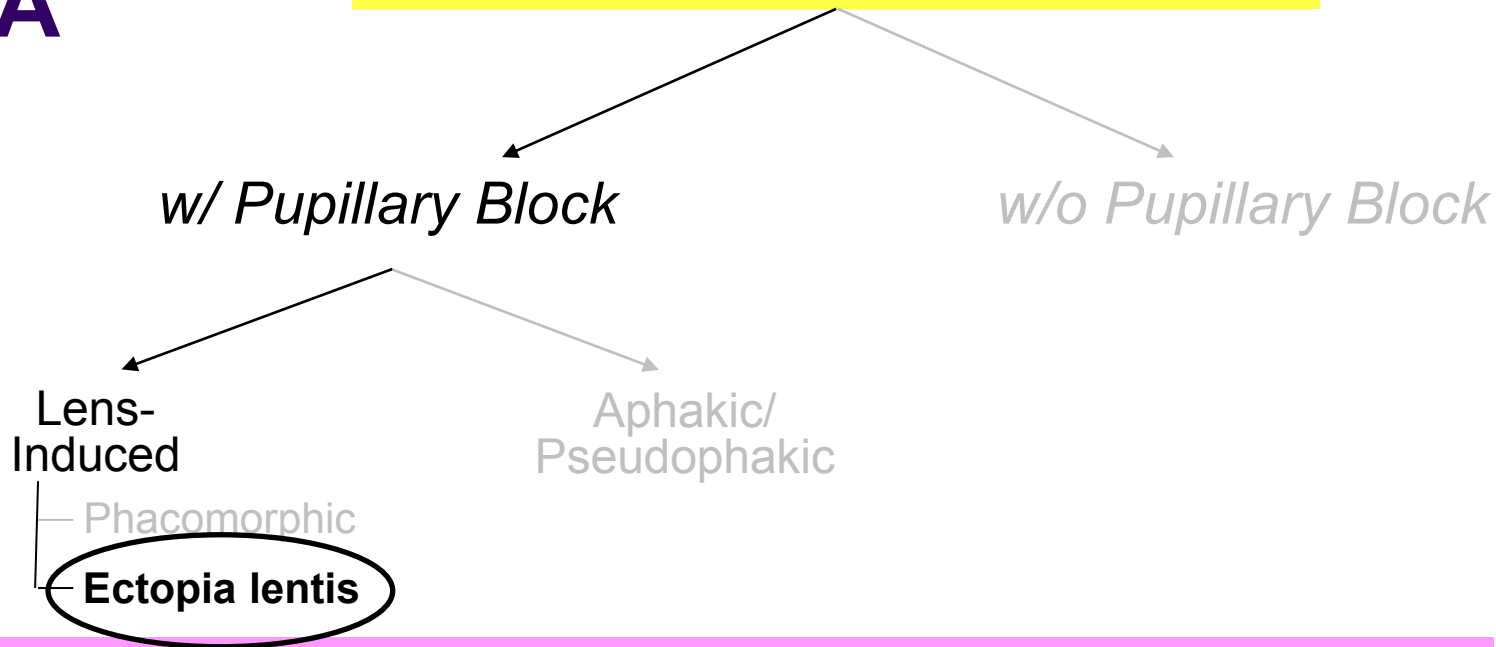 A
w/ Pupillary Block
w/o Pupillary Block
Lens-
Induced
Aphakic/
Pseudophakic
Phacomorphic
Ectopia lentis